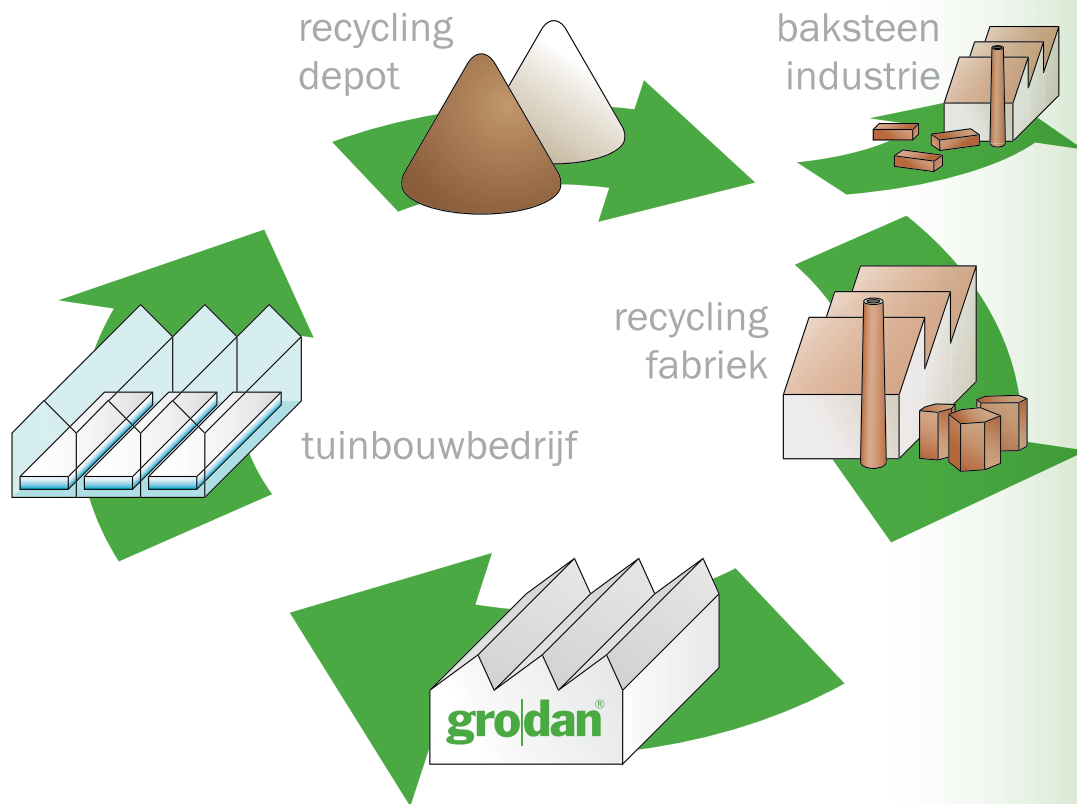 recycling
depot
baksteen
industrie
recycling
fabriek
tuinbouwbedrijf
grodan®